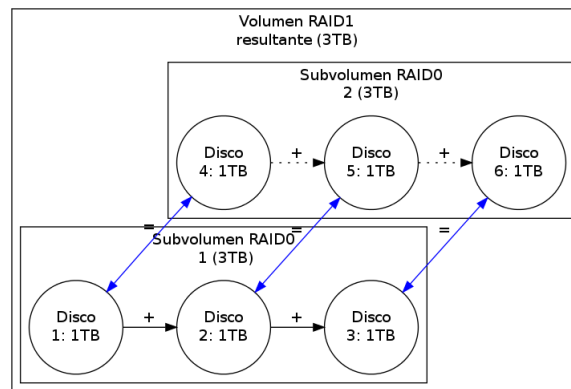 Volumen RAID1
resultante (3TB)
Subvolumen RAID0
2 (3TB)
Disco
4: 1TB
+
Disco
5: 1TB
+
Disco
6: 1TB
=
=
=
Subvolumen RAID0
1 (3TB)
Disco
1: 1TB
+
Disco
2: 1TB
+
Disco
3: 1TB